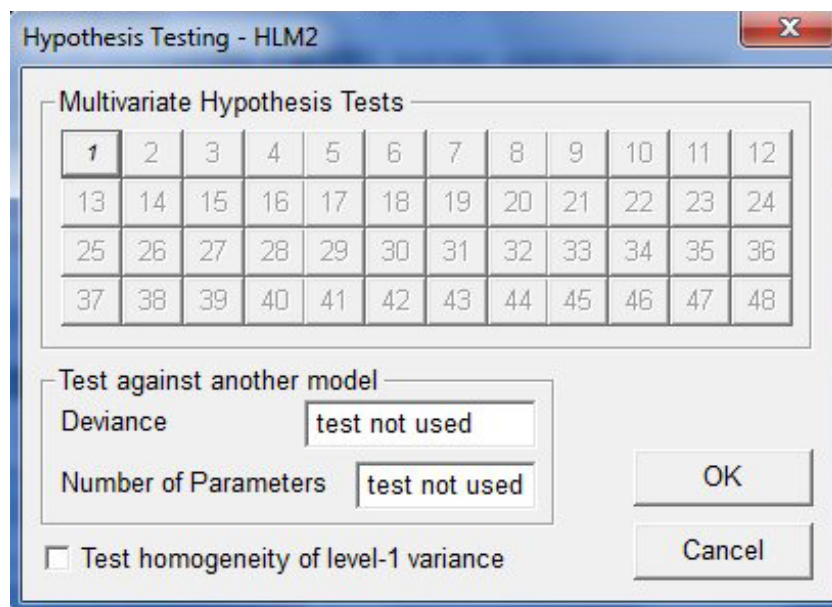 Hypothesis Testing - HLM2
Multivariate Hypothesis Tests
1 2 3 4 5 6 7 8 9 10 11 12
13 14 15 16 17 18 19 20 21 22 23 24
25 26 27 28 29 30 31 32 33 34 35 36
37 38 39 40 41 42 43 44 45 46 47 48
Test against another model
Deviance test not used
Number of Parameters test not used
OK
Test homogeneity of level-1 variance
Cancel